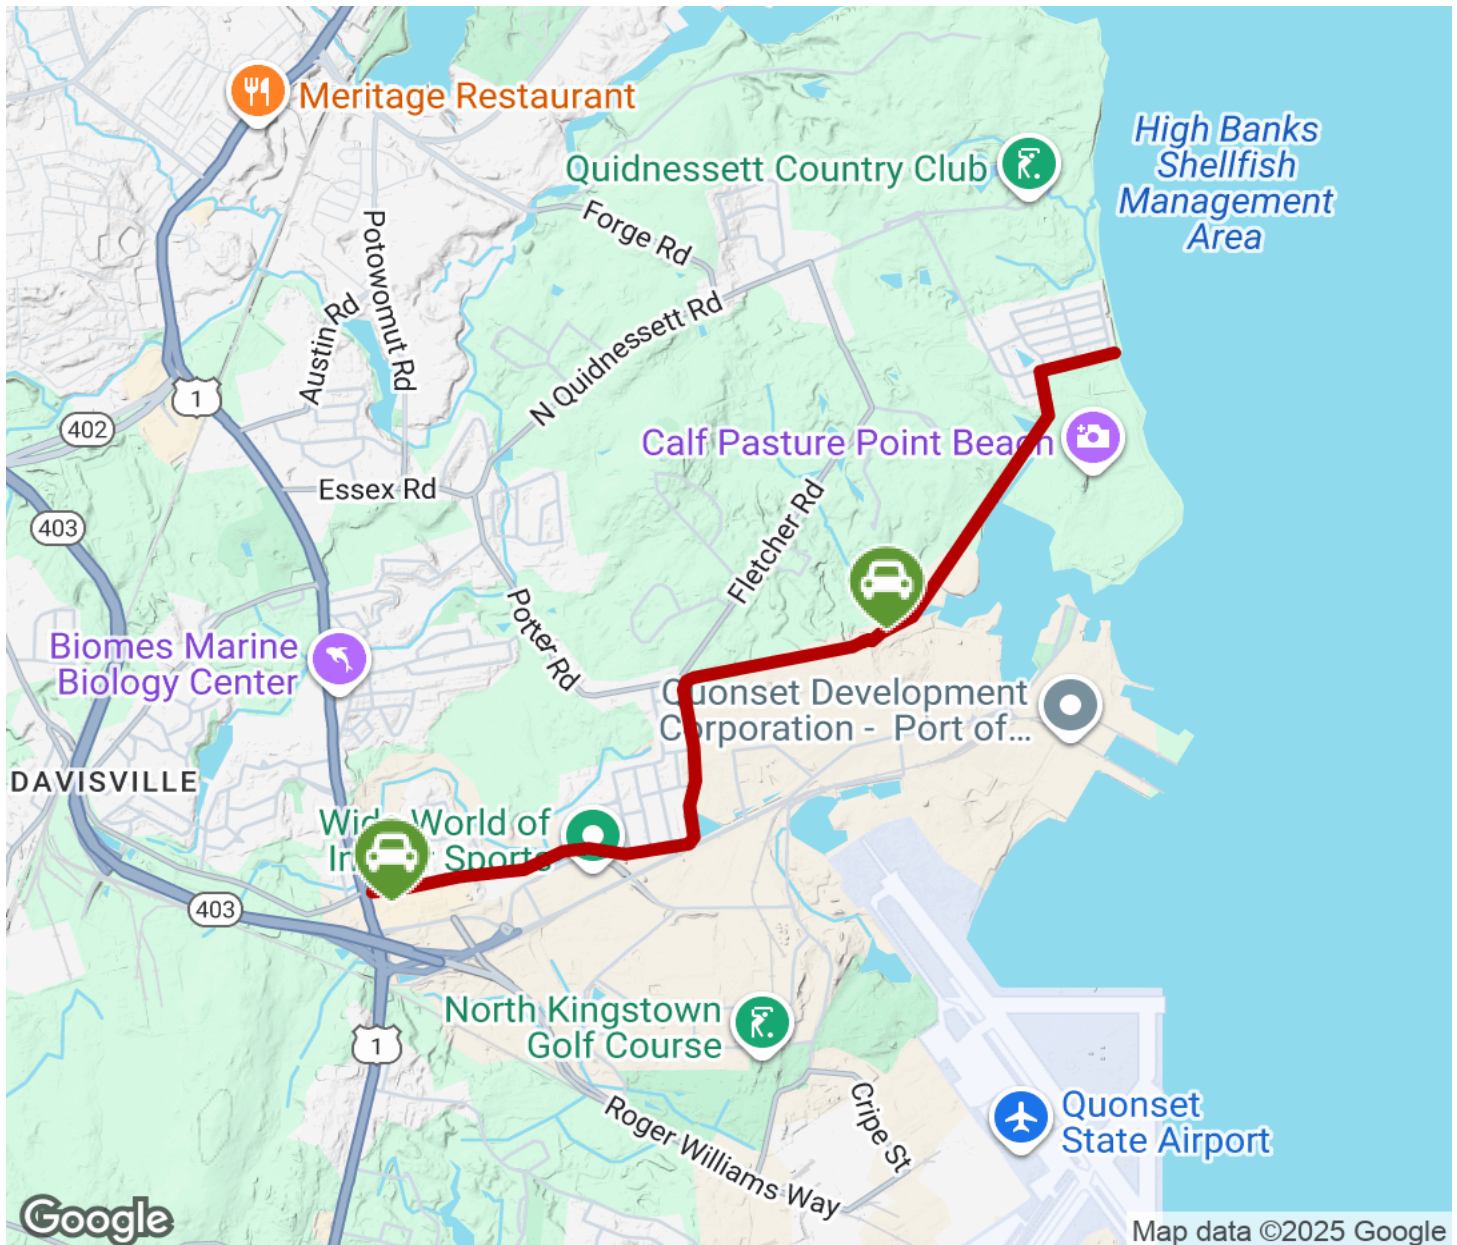 Meritage Restaurant
High Banks
Shellfish
Management
Area
Quidnessett Country Club
Forge Rd
Potowomut Rd
Austin Rd
N Quidnessett Rd
1
402
Calf Pasture Point Beach
Essex Rd
403
Fletcher Rd
Potter Rd
Biomes Marine
Biology Center
Quonset Development
Corporation - Port of...
DAVISVILLE
Wide World of
Sports
403
North Kingstown
Golf Course
1
Cripe St
Roger Williams Way
Quonset
State Airport
Google
Map data ©2025 Google